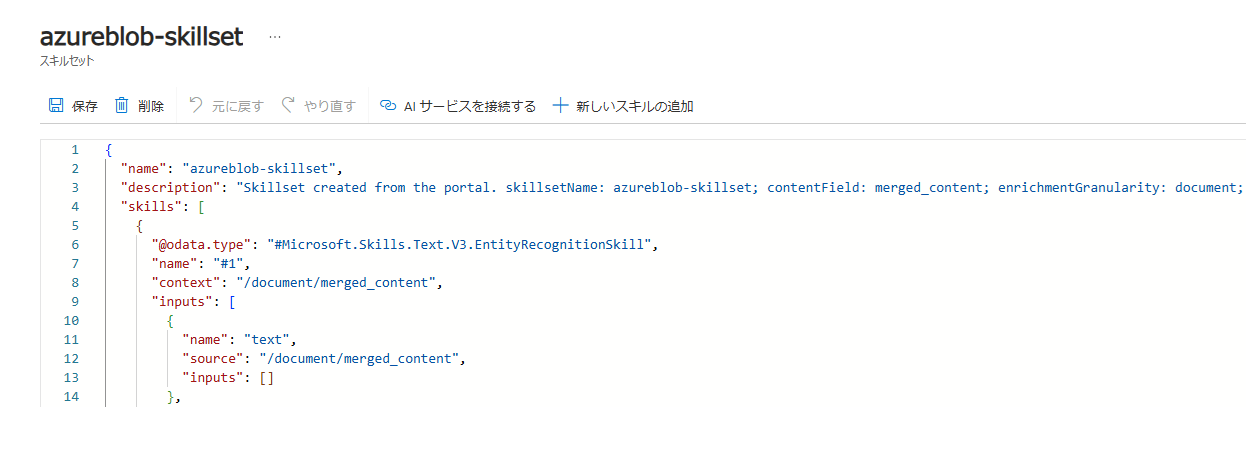 azureblob-skillset ...
スキルセット
保存 削除 元に戻す やり直す AI サービスを接続する 新しいスキルの追加
1 {
2 "name": "azureblob-skillset",
3 "description": "Skillset created from the portal. skillsetName: azureblob-skillset; contentField: merged_content; enrichmentGranularity: document;
4 "skills": [
5 {
6 "@odata.type": "#Microsoft.Skills.Text.V3.EntityRecognitionSkill",
7 "name": "#1",
8 "context": "/document/merged_content",
9 "inputs": [
10 {
11 "name": "text",
12 "source": "/document/merged_content",
13 "inputs": []
14 },